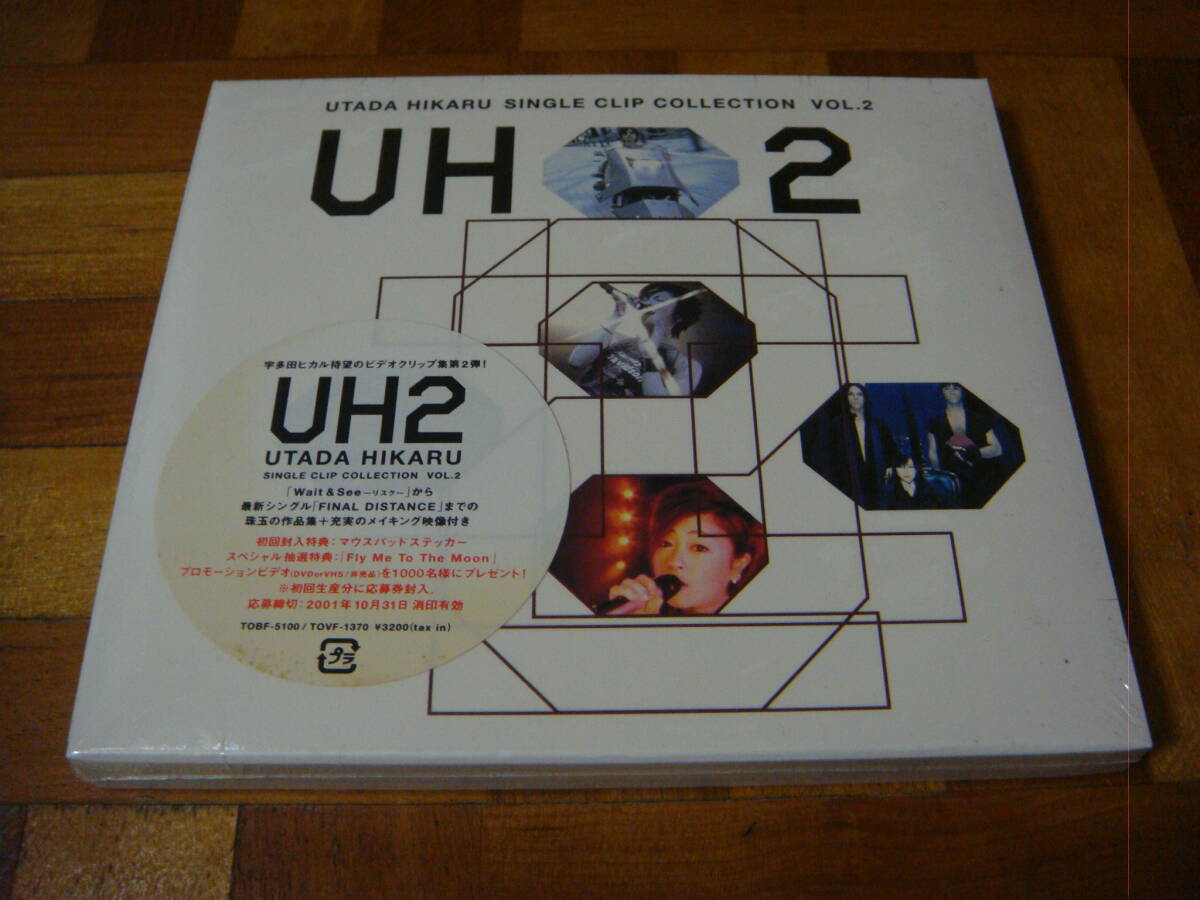 UTADA HIKARU SINGLE CLIP COLLECTION VOL.2
UH 2
宇多田ヒカル待望のビデオクリップ集第2弾!
UH2
UTADA HIKARU
SINGLE CLIP COLLECTION VOL.2
「Wait & See ～リスク～」から
最新シングル「FINAL DISTANCE」までの
珠玉の作品集+充実のメイキング映像付き
初回封入特典:マウスパッドステッカー
スペシャル抽選特典:「Fly Me To The Moon」
プロモーションビデオ(DVDorVHS/非売品)を1000名様にプレゼント!
※初回生産分に応募券封入.
応募締切:2001年10月31日 消印有効
TOBF-5100 / TOVF-1370 ¥3200(tax in)
プラ